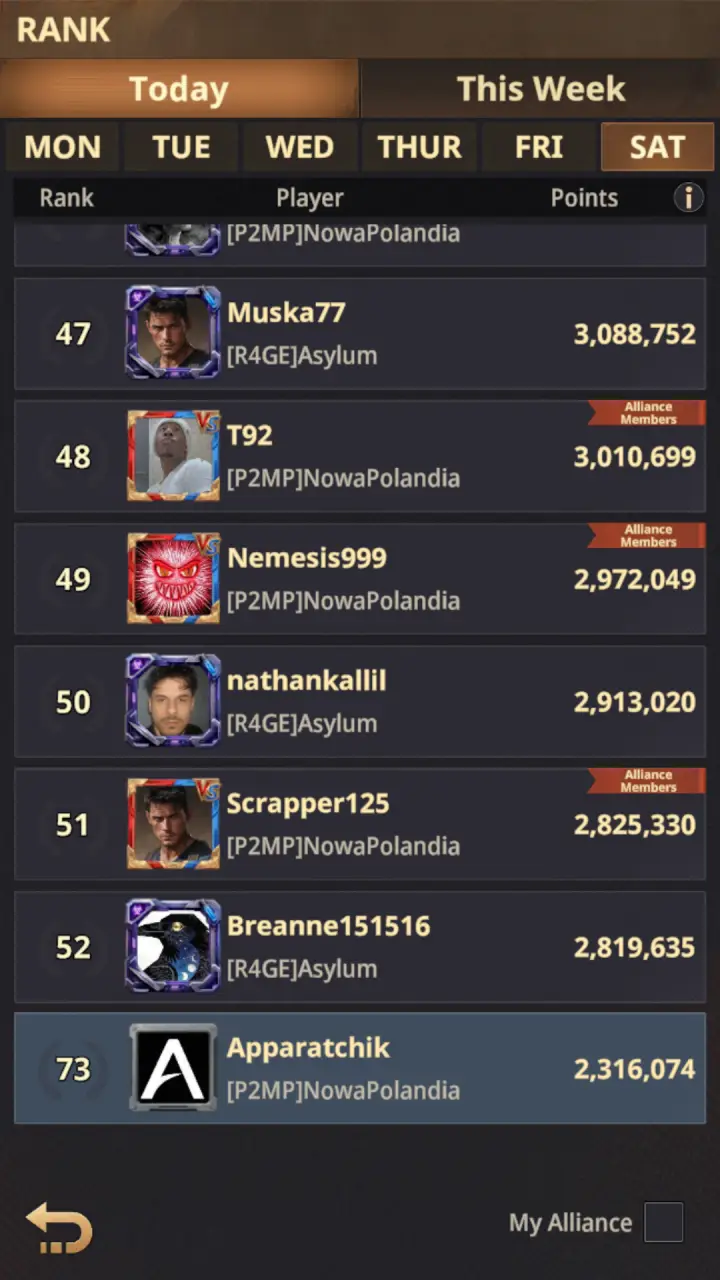 RANK
Today
This Week
MON TUE WED THUR FRI SAT
Rank Player Points i
[P2MP]NowaPolandia
47
Muska77
[R4GE]Asylum
3,088,752
48
VS
T92
[P2MP]NowaPolandia
Alliance
Members
3,010,699
49
VS
Nemesis999
[P2MP]NowaPolandia
Alliance
Members
2,972,049
50
nathankallil
[R4GE]Asylum
2,913,020
51
VS
Scrapper125
[P2MP]NowaPolandia
Alliance
Members
2,825,330
52
Breanne151516
[R4GE]Asylum
2,819,635
73
A
Apparatchik
[P2MP]NowaPolandia
2,316,074
My Alliance